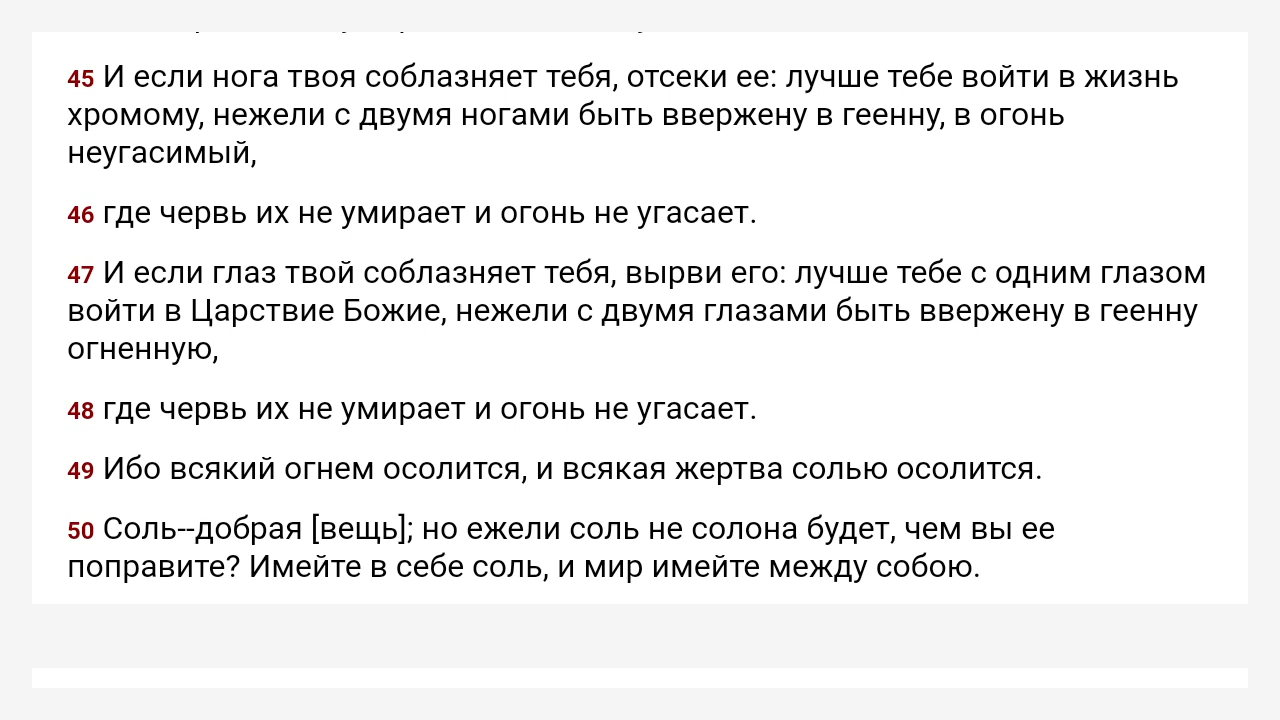 45 И если нога твоя соблазняет тебя, отсеки ее: лучше тебе войти в жизнь
хромому, нежели с двумя ногами быть ввержену в геенну, в огонь
неугасимый,
46 где червь их не умирает и огонь не угасает.
47 И если глаз твой соблазняет тебя, вырви его: лучше тебе с одним глазом
войти в Царствие Божие, нежели с двумя глазами быть ввержену в геенну
огненную,
48 где червь их не умирает и огонь не угасает.
49 Ибо всякий огнем осолится, и всякая жертва солью осолится.
50 Соль--добрая [вещь]; но ежели соль не солона будет, чем вы ее
поправите? Имейте в себе соль, и мир имейте между собою.